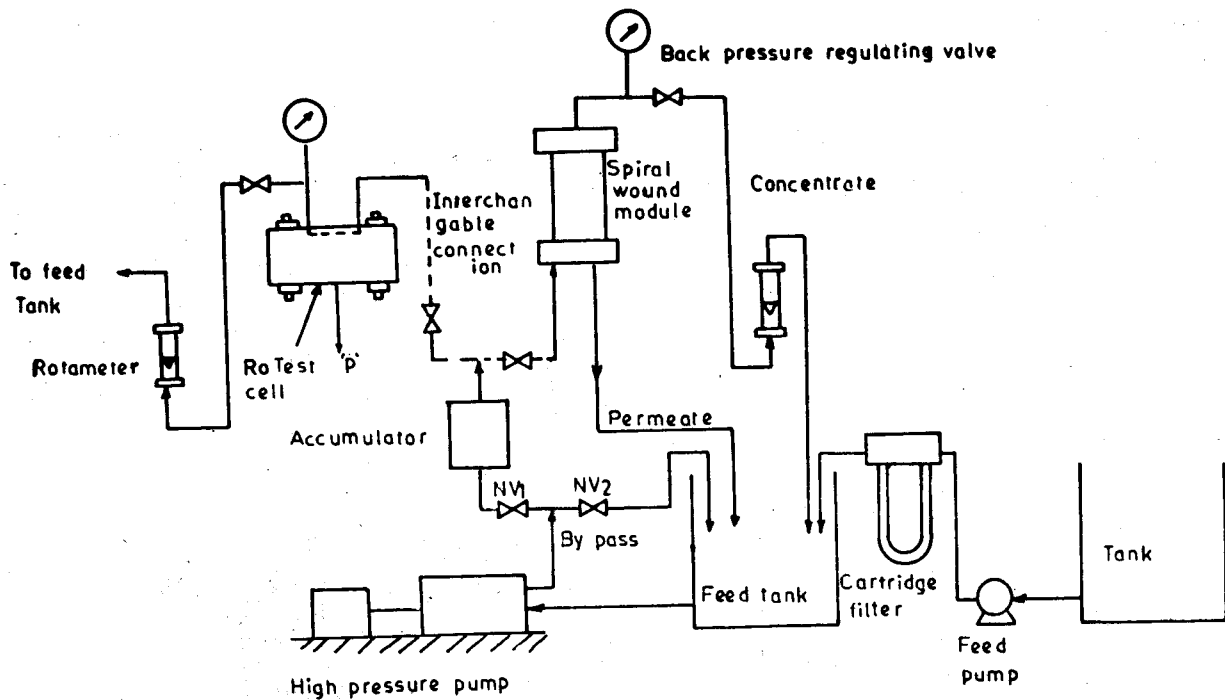 Back pressure regulating valve
Spiral
wound
module
Concentrate
Interchan
gable
connect
ion
To feed
Tank
Rotameter
Ro Test
cell
'P'
Accumulator
Permeate
NV1
NV2
By pass
Feed tank
Cartridge
filter
Tank
Feed
pump
High pressure pump